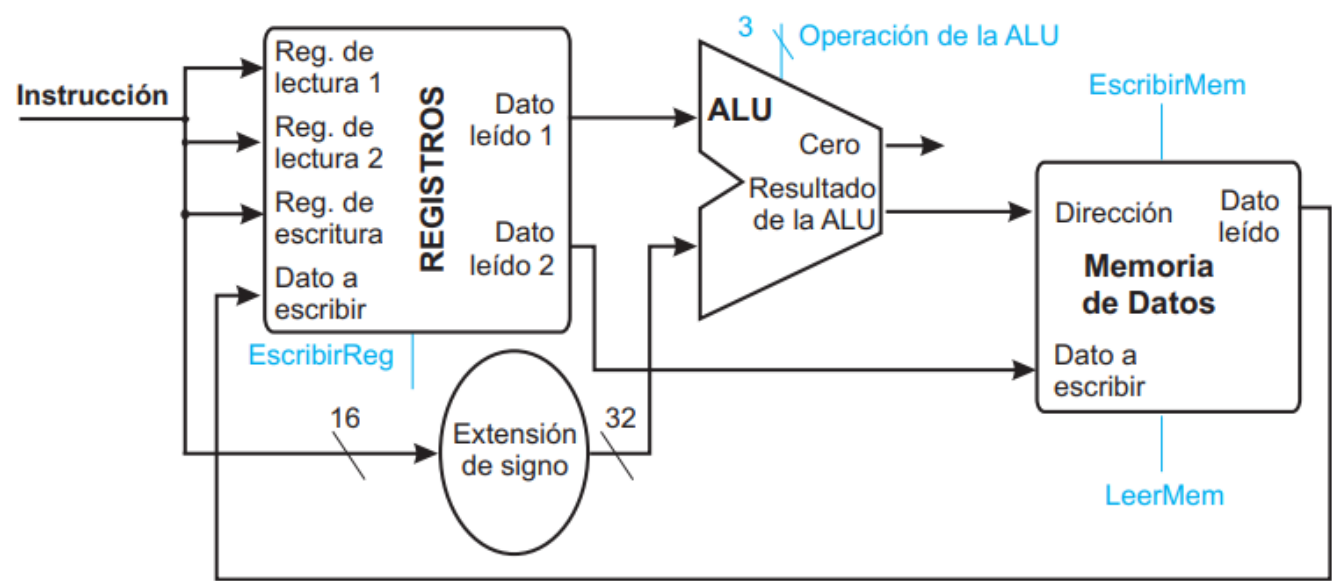 Instrucción
Reg. de
lectura 1
Reg. de
lectura 2
Reg. de
escritura
Dato a
escribir
REGISTROS
Dato
leído 1
Dato
leído 2
EscribirReg
16
Extensión
de signo
32
3
Operación de la ALU
ALU
Cero
Resultado
de la ALU
EscribirMem
Dirección
Dato
leído
Memoria
de Datos
Dato a
escribir
LeerMem